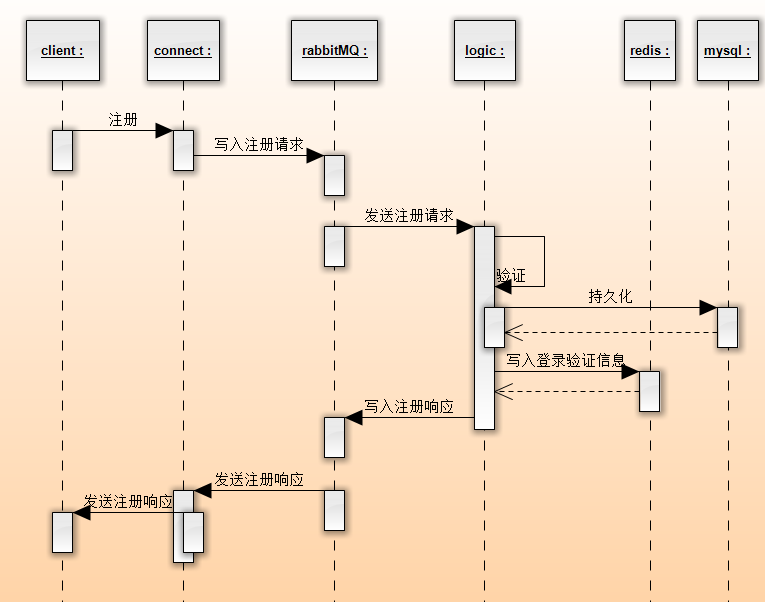 client :
connect :
rabbitMQ :
logic :
redis :
mysql :
注册
写入注册请求
发送注册请求
验证
持久化
写入登录验证信息
写入注册响应
发送注册响应
发送注册响应